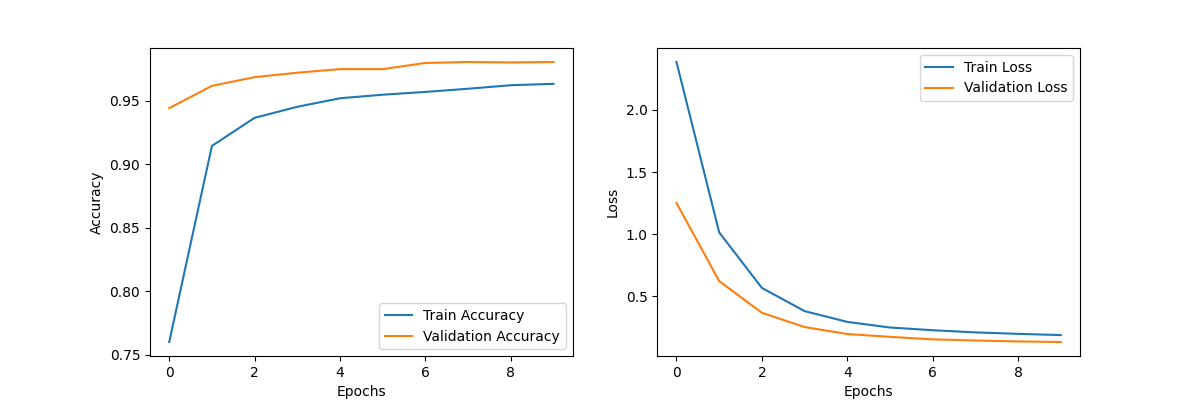 0.95
0.90
0.85
0.80
0.75
Accuracy
0 2 4 6 8
Epochs
Train Accuracy
Validation Accuracy
2.0
1.5
1.0
0.5
Loss
0 2 4 6 8
Epochs
Train Loss
Validation Loss